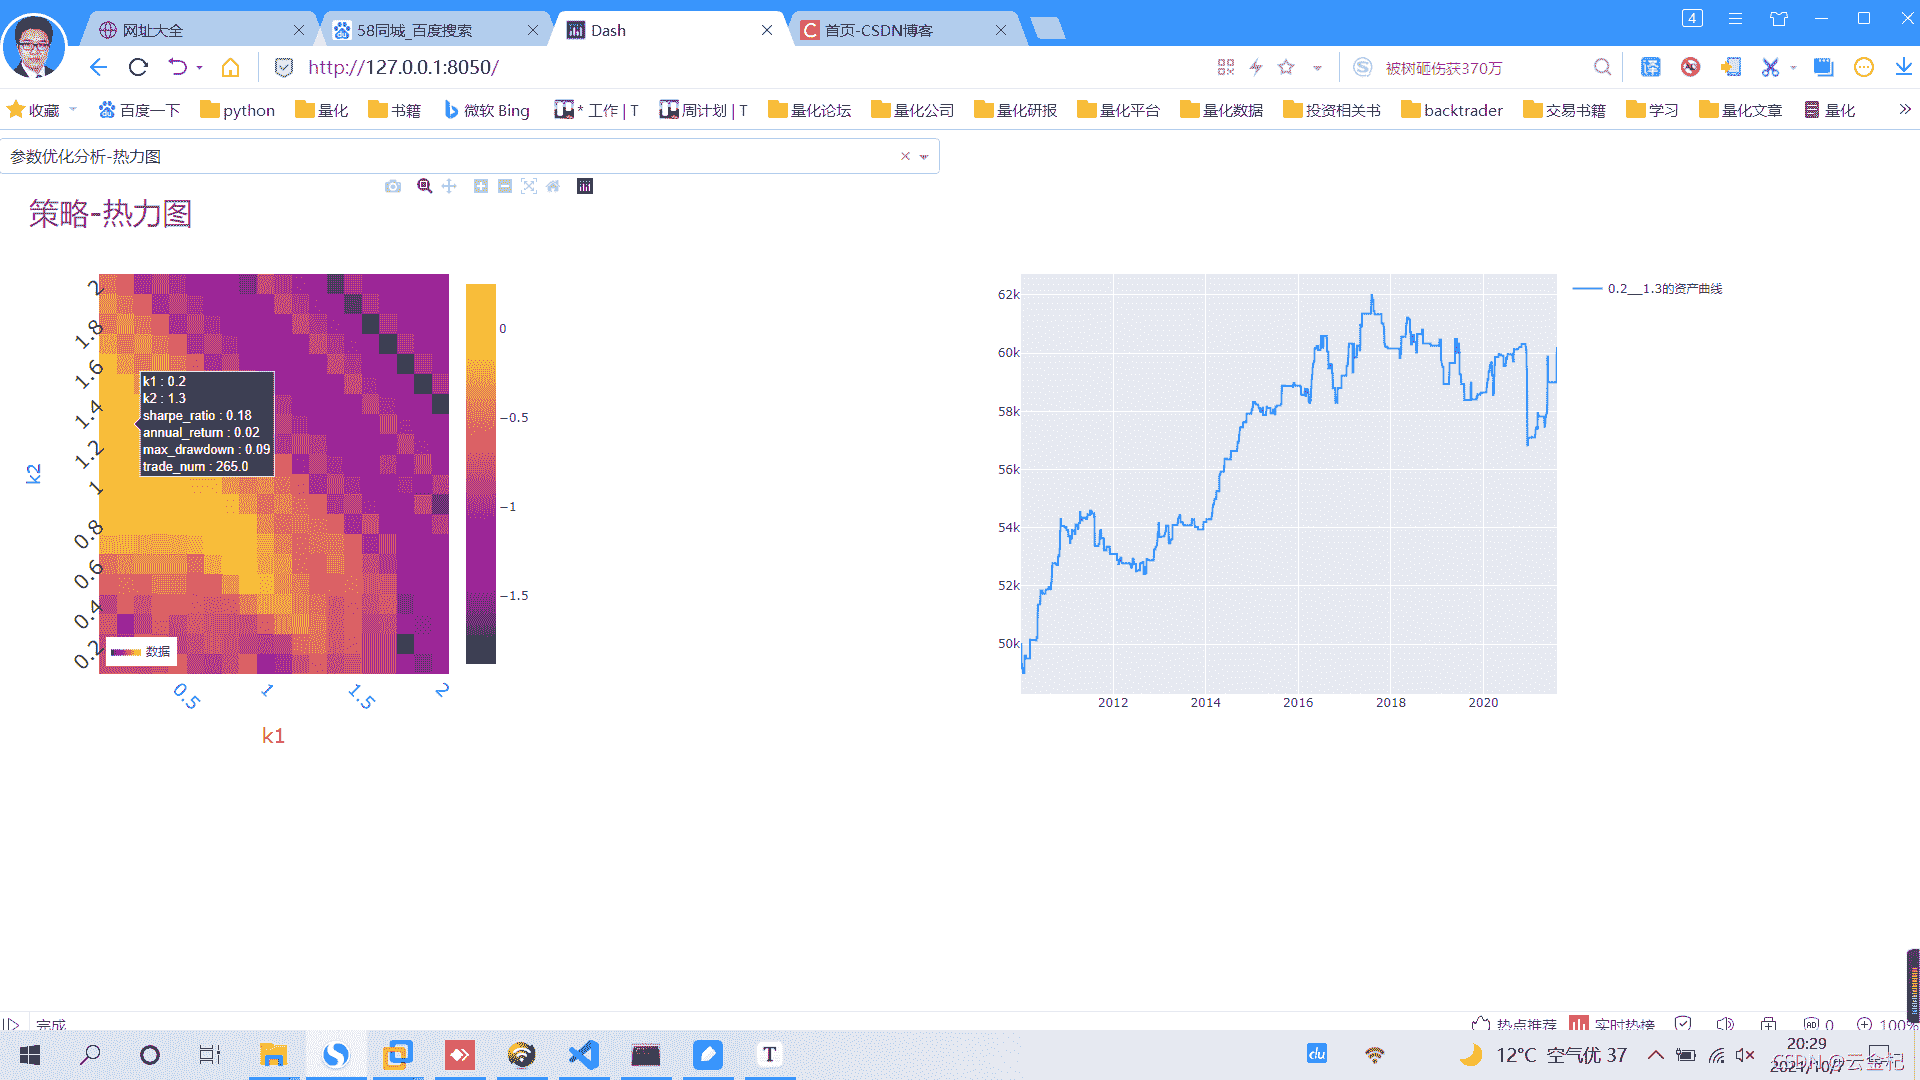 网址大全
58同城_百度搜索
Dash
首页-CSDN博客
4
http://127.0.0.1:8050/
被树砸伤获370万
收藏
百度一下
python
量化
书籍
微软 Bing
* 工作 | T
周计划 | T
量化论坛
量化公司
量化研报
量化平台
量化数据
投资相关书
backtrader
交易书籍
学习
量化文章
量化
参数优化分析-热力图
策略-热力图
2
1.8
1.6
1.4
1.2
1
0.8
0.6
0.4
0.2
k2
k1 : 0.2
k2 : 1.3
sharpe_ratio : 0.18
annual_return : 0.02
max_drawdown : 0.09
trade_num : 265.0
数据
0.5
1
1.5
2
k1
0
−0.5
−1
−1.5
62k
60k
58k
56k
54k
52k
50k
2012
2014
2016
2018
2020
0.2__1.3的资产曲线
完成
热点推荐
实时热榜
0
100%
12°C 空气优 37
20:29
2021/10/7
CSDN @云金杞